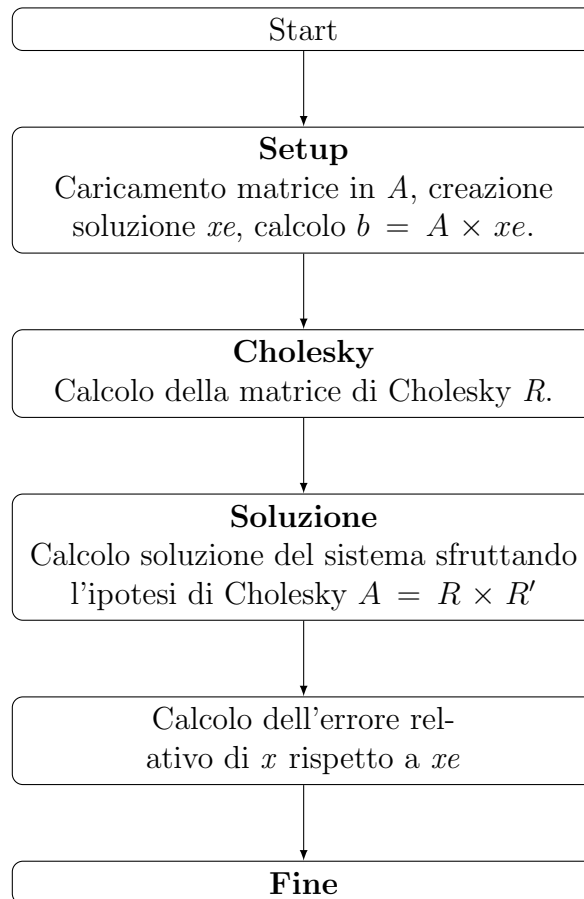 Start
Setup
Caricamento matrice in A, creazione
soluzione xe, calcolo b = A × xe.
Cholesky
Calcolo della matrice di Cholesky R.
Soluzione
Calcolo soluzione del sistema sfruttando
l'ipotesi di Cholesky A = R × R′
Calcolo dell'errore rel-
ativo di x rispetto a xe
Fine